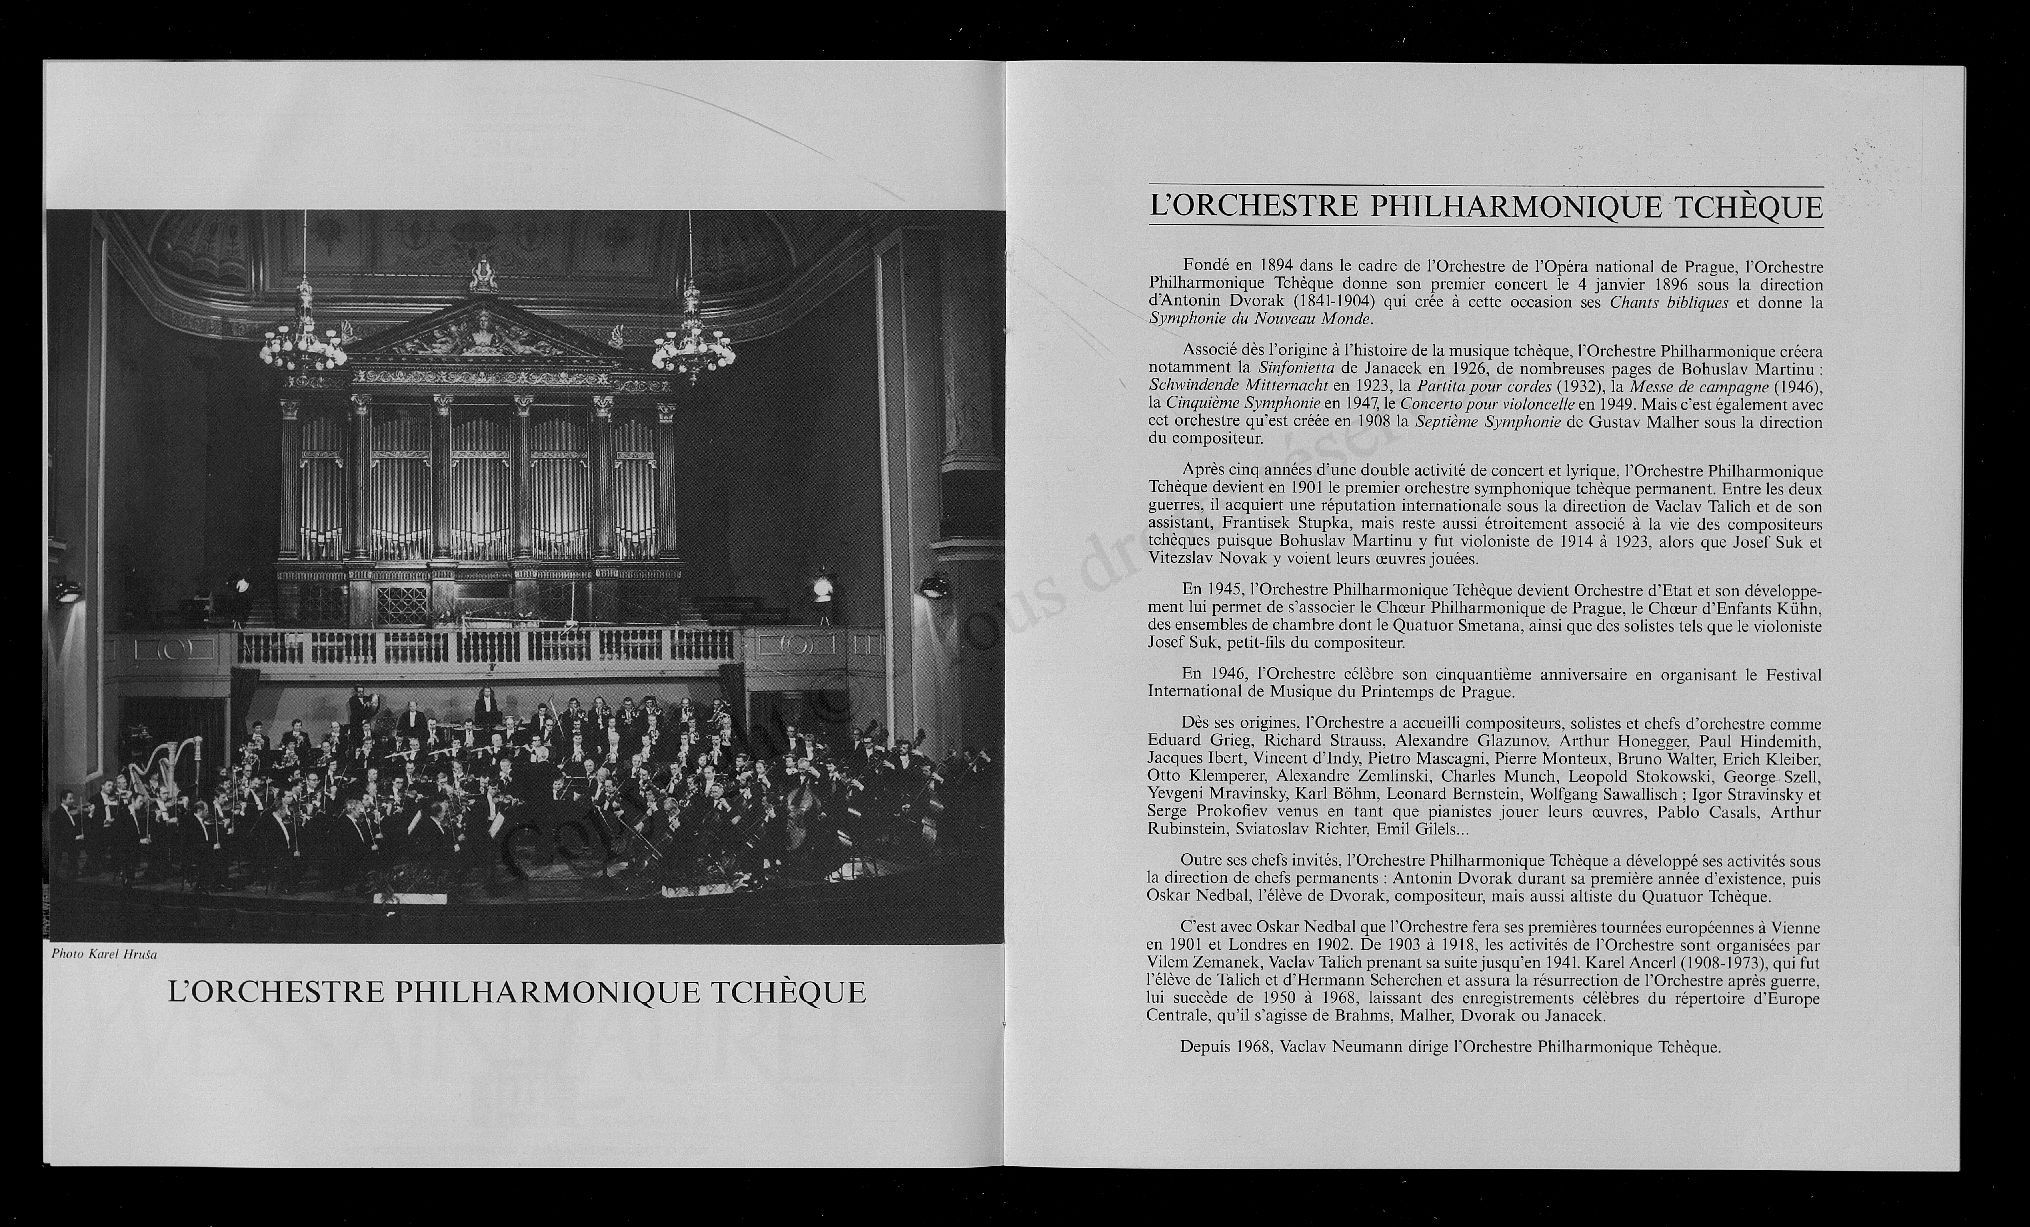 Photo Karel Hruša
L'ORCHESTRE PHILHARMONIQUE TCHÈQUE
L'ORCHESTRE PHILHARMONIQUE TCHÈQUE
Fondé en 1894 dans le cadre de l'Orchestre de l'Opéra national de Prague, l'Orchestre
Philharmonique Tchèque donne son premier concert le 4 janvier 1896 sous la direction
d'Antonin Dvorak (1841-1904) qui crée à cette occasion ses Chants bibliques et donne la
Symphonie du Nouveau Monde.
Associé dès l'origine à l'histoire de la musique tchèque, l'Orchestre Philharmonique créera
notamment la Sinfonietta de Janacek en 1926, de nombreuses pages de Bohuslav Martinu :
Schwindende Mitternacht en 1923, la Partita pour cordes (1932), la Messe de campagne (1946),
la Cinquième Symphonie en 1947, le Concerto pour violoncelle en 1949. Mais c'est également avec
cet orchestre qu'est créée en 1908 la Septième Symphonie de Gustav Malher sous la direction
du compositeur.
Après cinq années d'une double activité de concert et lyrique, l'Orchestre Philharmonique
Tchèque devient en 1901 le premier orchestre symphonique tchèque permanent. Entre les deux
guerres, il acquiert une réputation internationale sous la direction de Vaclav Talich et de son
assistant, Frantisek Stupka, mais reste aussi étroitement associé à la vie des compositeurs
tchèques puisque Bohuslav Martinu y fut violoniste de 1914 à 1923, alors que Josef Suk et
Vitezslav Novak y voient leurs œuvres jouées.
En 1945, l'Orchestre Philharmonique Tchèque devient Orchestre d'Etat et son développe-
ment lui permet de s'associer le Chœur Philharmonique de Prague, le Chœur d'Enfants Kühn,
des ensembles de chambre dont le Quatuor Smetana, ainsi que des solistes tels que le violoniste
Josef Suk, petit-fils du compositeur.
En 1946, l'Orchestre célèbre son cinquantième anniversaire en organisant le Festival
International de Musique du Printemps de Prague.
Dès ses origines, l'Orchestre a accueilli compositeurs, solistes et chefs d'orchestre comme
Eduard Grieg, Richard Strauss, Alexandre Glazunov, Arthur Honegger, Paul Hindemith,
Jacques Ibert, Vincent d'Indy, Pietro Mascagni, Pierre Monteux, Bruno Walter, Erich Kleiber,
Otto Klemperer, Alexandre Zemlinski, Charles Munch, Leopold Stokowski, George Szell,
Yevgeni Mravinsky, Karl Böhm, Leonard Bernstein, Wolfgang Sawallisch ; Igor Stravinsky et
Serge Prokofiev venus en tant que pianistes jouer leurs œuvres, Pablo Casals, Arthur
Rubinstein, Sviatoslav Richter, Emil Gilels...
Outre ses chefs invités, l'Orchestre Philharmonique Tchèque a développé ses activités sous
la direction de chefs permanents : Antonin Dvorak durant sa première année d'existence, puis
Oskar Nedbal, l'élève de Dvorak, compositeur, mais aussi altiste du Quatuor Tchèque.
C'est avec Oskar Nedbal que l'Orchestre fera ses premières tournées européennes à Vienne
en 1901 et Londres en 1902. De 1903 à 1918, les activités de l'Orchestre sont organisées par
Vilem Zemanek, Vaclav Talich prenant sa suite jusqu'en 1941. Karel Ancerl (1908-1973), qui fut
l'élève de Talich et d'Hermann Scherchen et assura la résurrection de l'Orchestre après guerre,
lui succède de 1950 à 1968, laissant des enregistrements célèbres du répertoire d'Europe
Centrale, qu'il s'agisse de Brahms, Malher, Dvorak ou Janacek.
Depuis 1968, Vaclav Neumann dirige l'Orchestre Philharmonique Tchèque.